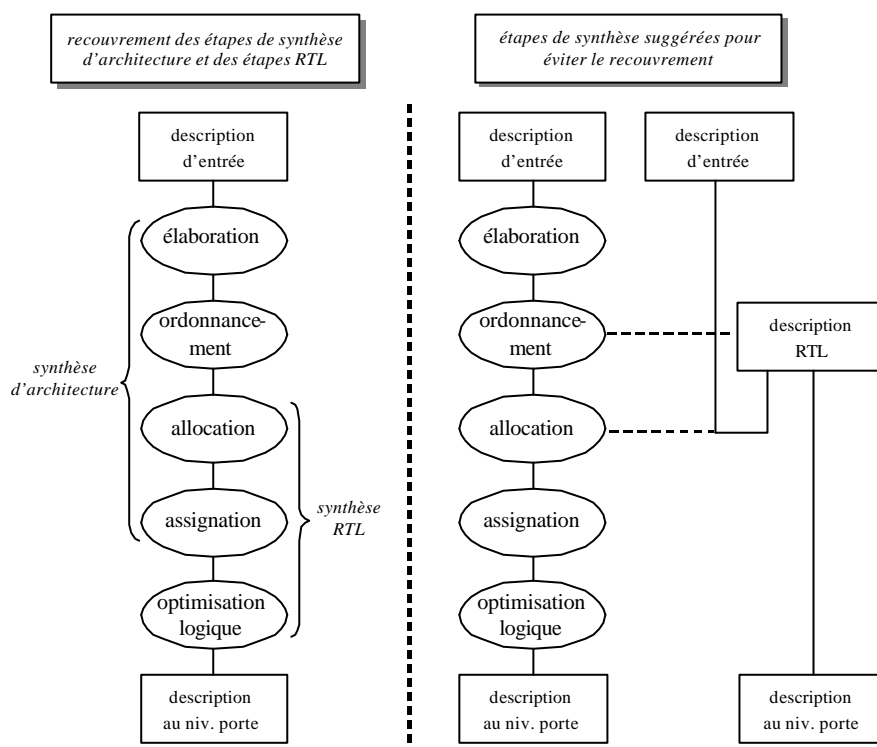 recouvrement des étapes de synthèse
d'architecture et des étapes RTL
description
d'entrée
élaboration
ordonnance-
ment
synthèse
d'architecture
allocation
assignation
synthèse
RTL
optimisation
logique
description
au niv. porte
étapes de synthèse suggérées pour
éviter le recouvrement
description
d'entrée
élaboration
ordonnance-
ment
allocation
assignation
optimisation
logique
description
au niv. porte
description
d'entrée
description
RTL
description
au niv. porte